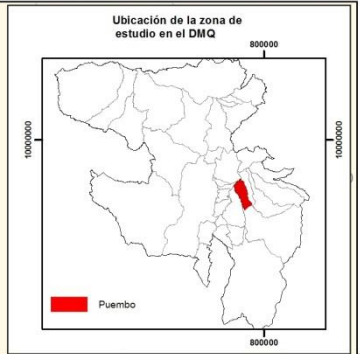 Ubicación de la zona de
estudio en el DMQ
800000
10000000
10000000
Puembo
800000